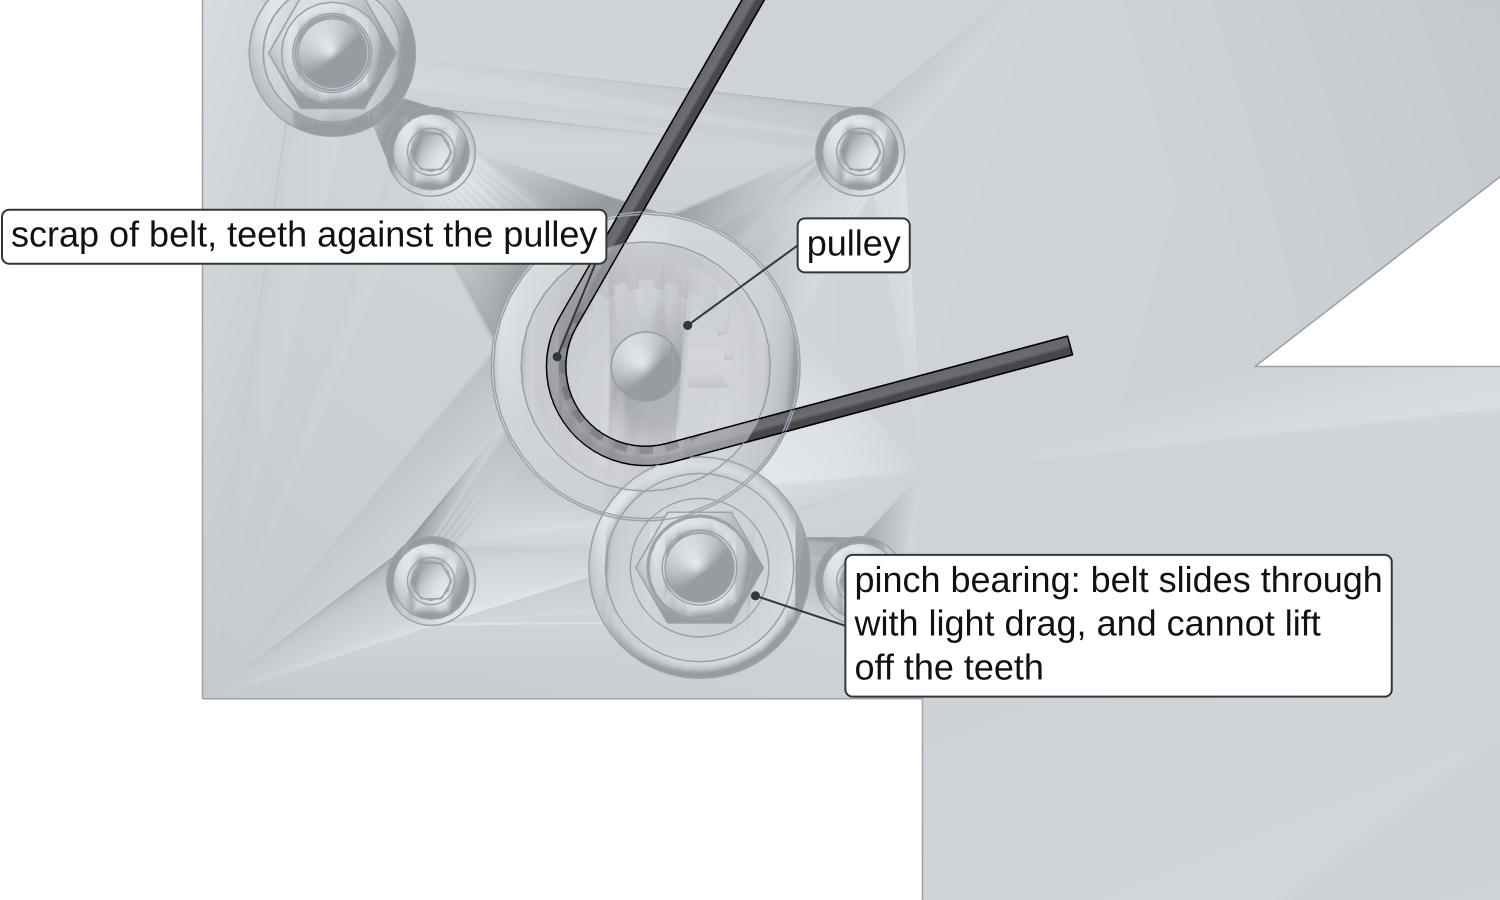 scrap of belt, teeth against the pulley
pulley
pinch bearing: belt slides through
with light drag, and cannot lift
off the teeth